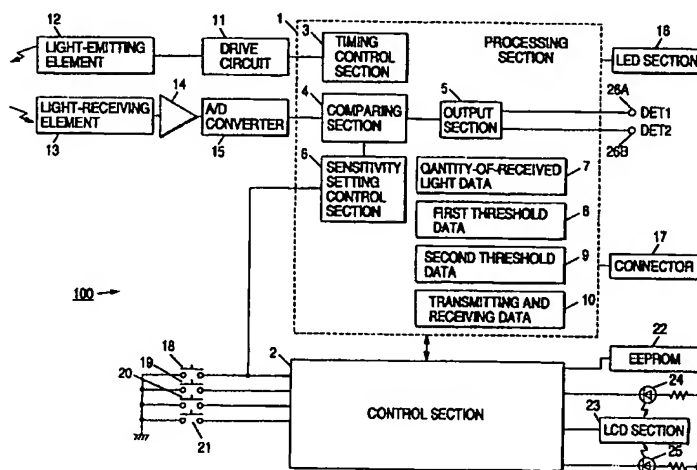 12
11
1
3
LIGHT-EMITTING
ELEMENT
DRIVE
CIRCUIT
TIMING
CONTROL
SECTION
PROCESSING
SECTION
16
LED SECTION
14
4
5
26A
LIGHT-RECEIVING
ELEMENT
A/D
CONVERTER
COMPARING
SECTION
OUTPUT
SECTION
DET1
DET2
26B
13
15
6
SENSITIVITY
SETTING
CONTROL
SECTION
QANTITY-OF-RECEIVED
LIGHT DATA
7
FIRST THRESHOLD
DATA
8
SECOND THRESHOLD
DATA
9
17
CONNECTOR
TRANSMITTING AND
RECEIVING DATA
10
100
18
19
20
21
2
CONTROL SECTION
22
EEPROM
24
23
LCD SECTION
25